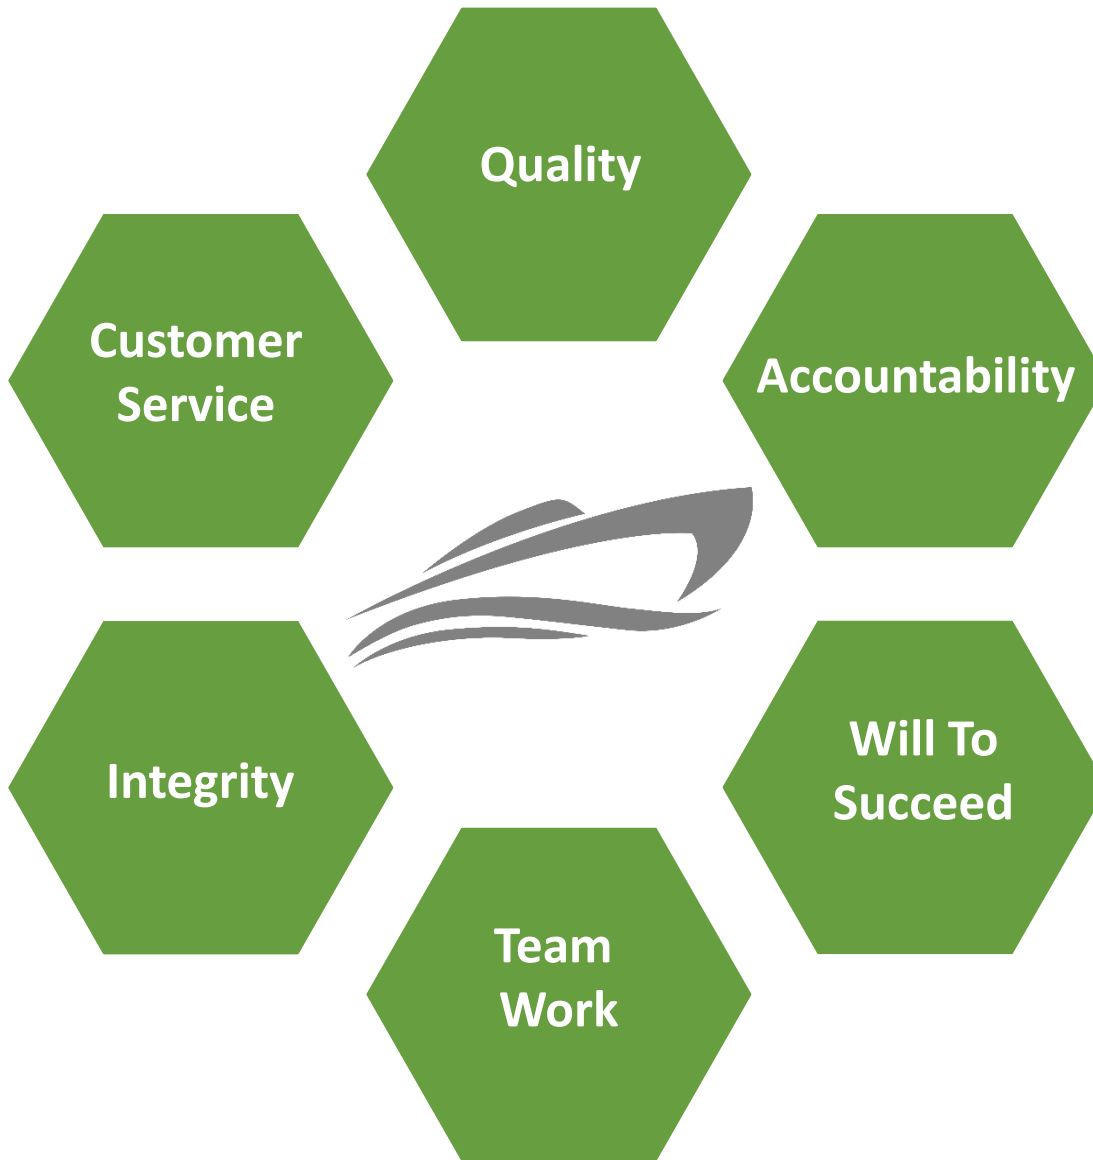 Quality
Customer
Service
Accountability
Integrity
Will To
Succeed
Team
Work